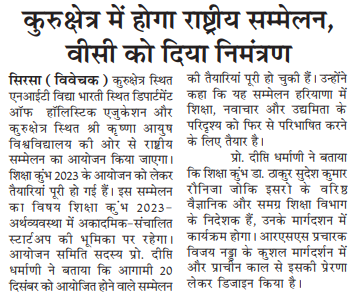 कुरुक्षेत्र में होगा राष्ट्रीय सम्मेलन,
वीसी को दिया निमंत्रण
सिरसा (विवेचक) कुरुक्षेत्र स्थित
एनआईटी विद्या भारती स्थित डिपार्टमेंट
ऑफ हॉलिस्टिक एजुकेशन और
कुरुक्षेत्र स्थित श्री कृष्णा आयुष
विश्वविद्यालय की ओर से राष्ट्रीय
सम्मेलन का आयोजन किया जाएगा।
शिक्षा कुंभ 2023 के आयोजन को लेकर
तैयारियां पूरी हो गई हैं। इस सम्मेलन
का विषय शिक्षा कुंभ 2023-
अर्थव्यवस्था में अकादमिक-संचालित
स्टार्टअप की भूमिका पर रहेगा।
आयोजन समिति सदस्य प्रो. दीप्ति
धर्माणी ने बताया कि आगामी 20
दिसंबर को आयोजित होने वाले सम्मेलन
की तैयारियां पूरी हो चुकी हैं। उन्होंने
कहा कि यह सम्मेलन हरियाणा में
शिक्षा, नवाचार और उद्यमिता के
परिदृश्य को फिर से परिभाषित करने
के लिए तैयार है।
प्रो. दीप्ति धर्माणी ने बताया
कि शिक्षा कुंभ डा. ठाकुर सुदेश कुमार
रौनिजा जोकि इसरो के वरिष्ठ
वैज्ञानिक और समग्र शिक्षा विभाग
के निदेशक हैं, उनके मार्गदर्शन में
कार्यक्रम होगा। आरएसएस प्रचारक
विजय नड्डा के कुशल मार्गदर्शन में
और प्राचीन काल से इसकी प्रेरणा
लेकर डिजाइन किया है।